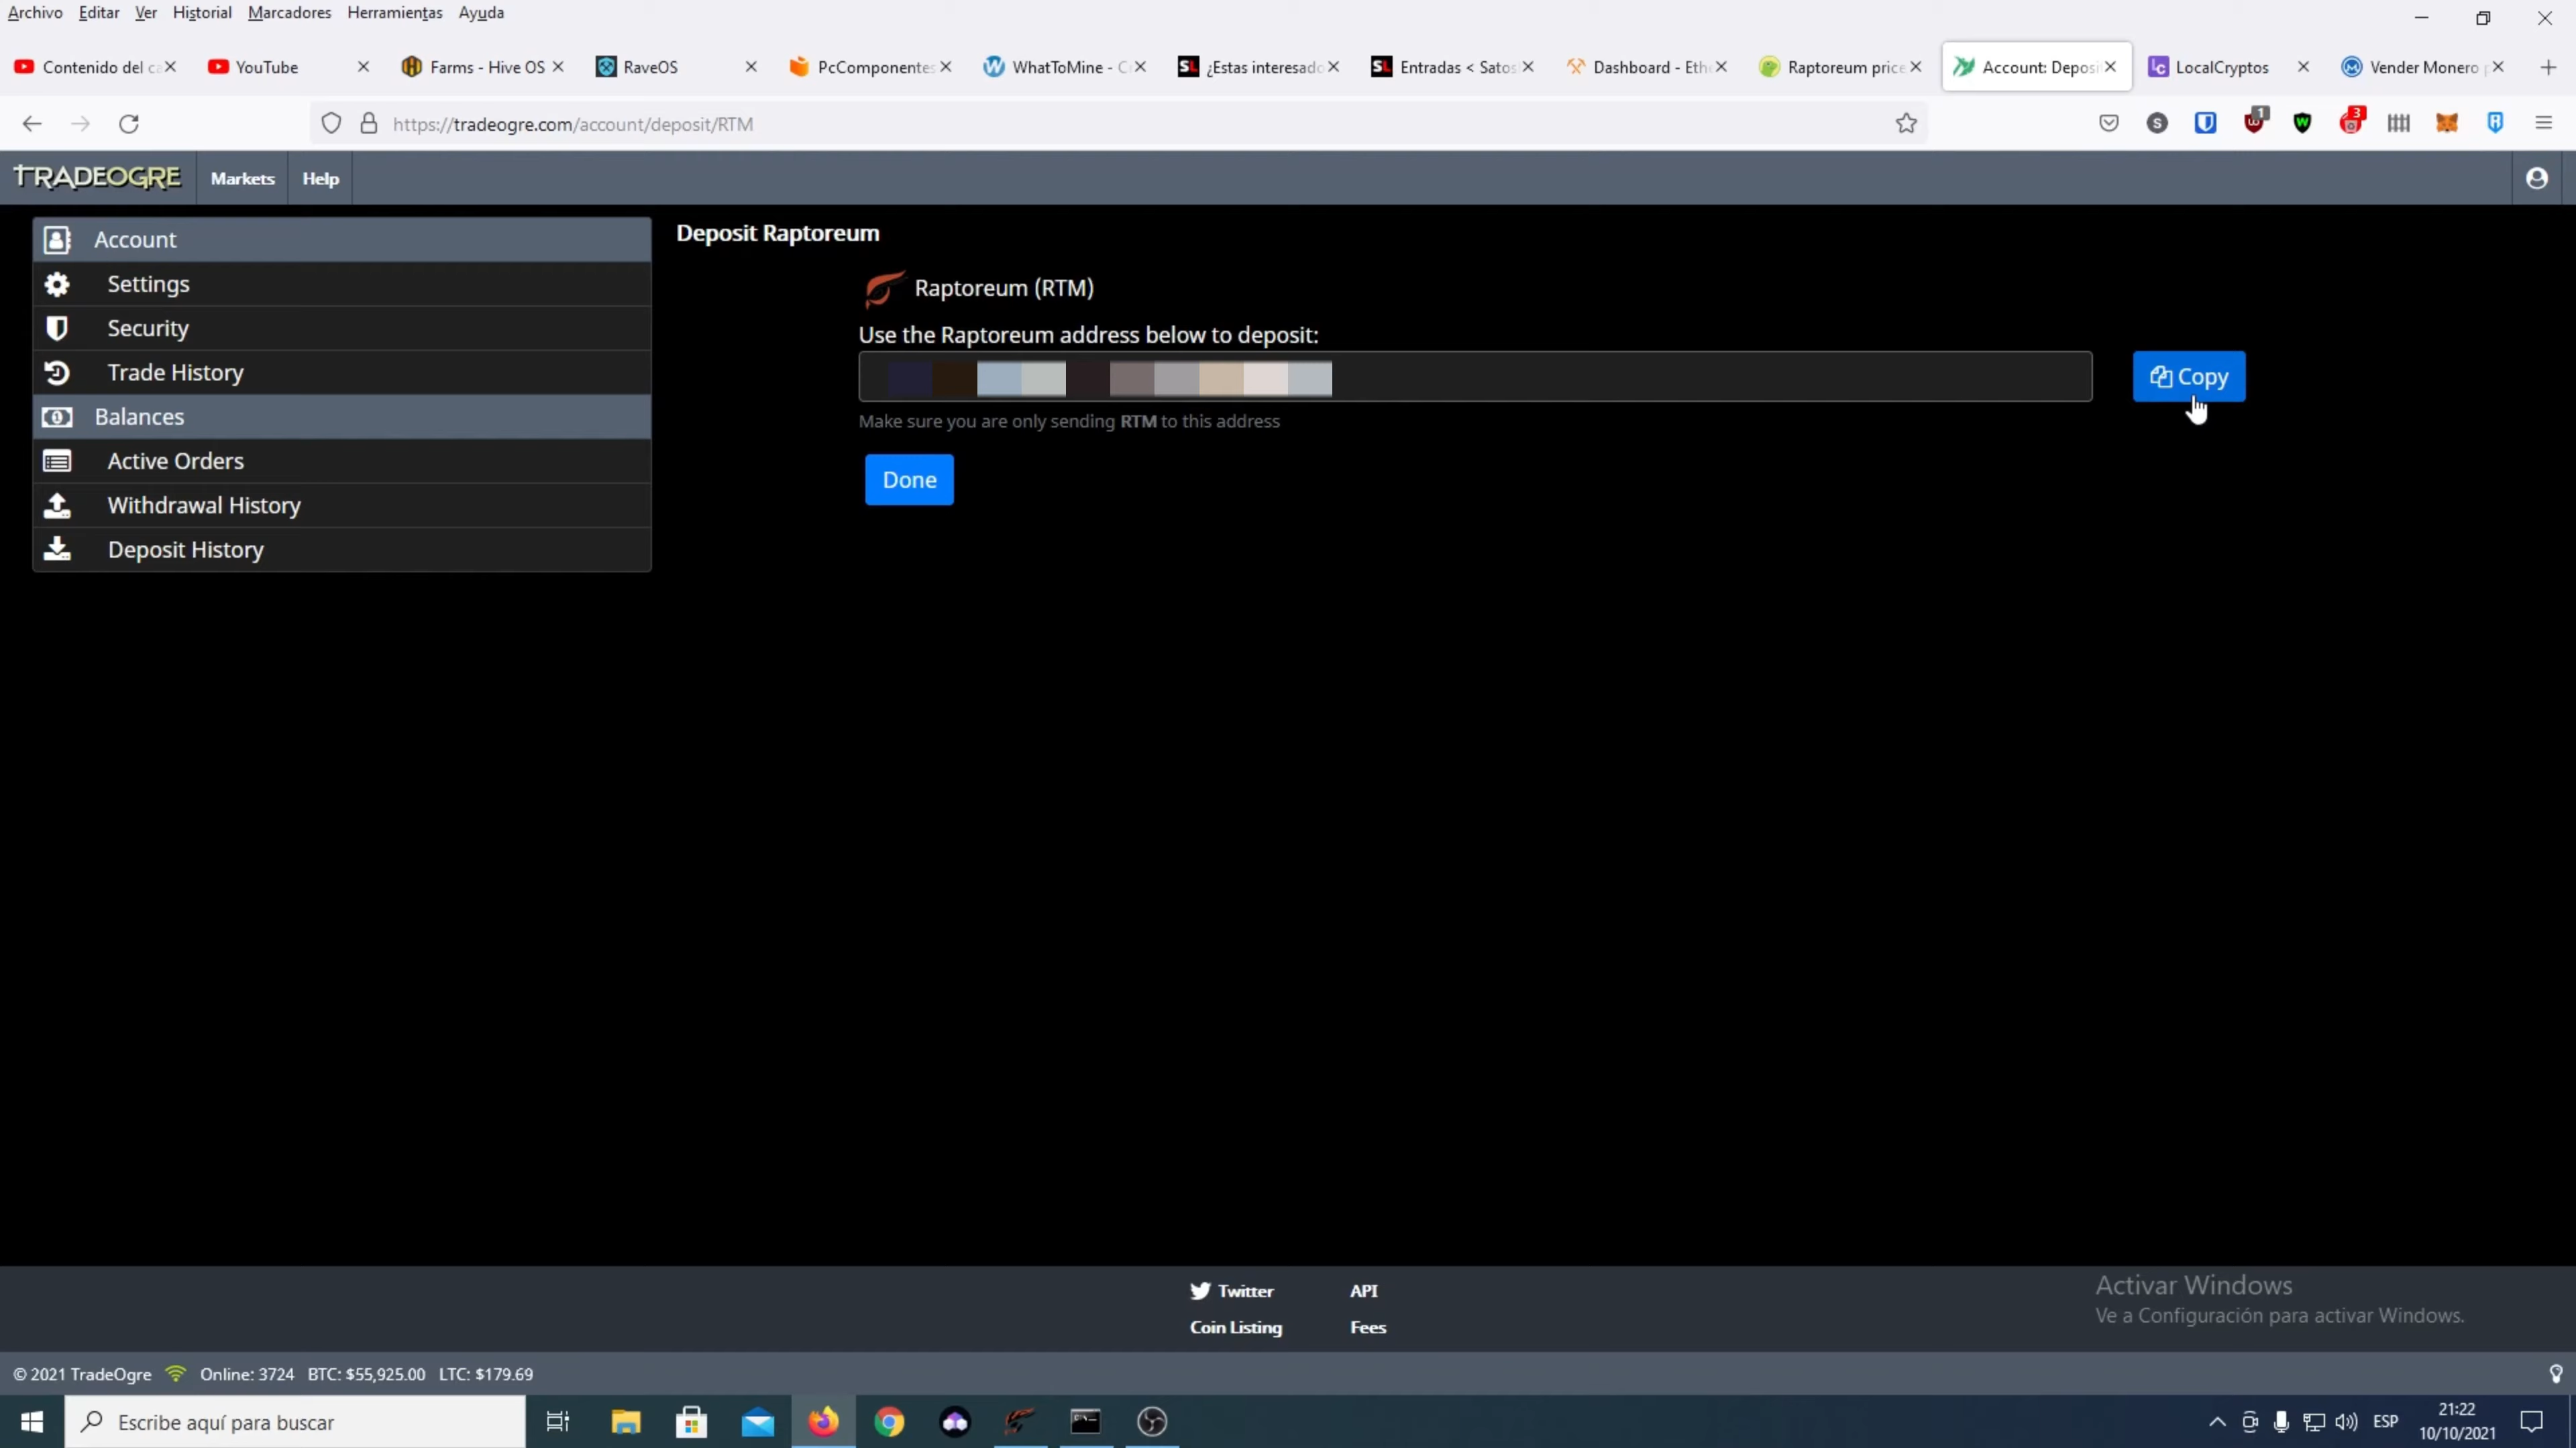 Archivo Editar Ver Historial Marcadores Herramientas Ayuda
Contenido del ca YouTube Farms - Hive OS RaveOS PcComponentes WhatToMine - Cr ¿Estas interesado Entradas < Satos Dashboard - Eth Raptoreum price Account: Deposi LocalCryptos Vender Monero p
https://tradeogre.com/account/deposit/RTM
1
3
TRADEOGRE Markets Help
Account
Settings
Security
Trade History
Balances
Active Orders
Withdrawal History
Deposit History
Deposit Raptoreum
Raptoreum (RTM)
Use the Raptoreum address below to deposit:
Copy
Make sure you are only sending RTM to this address
Done
Twitter API
Coin Listing Fees
Activar Windows
Ve a Configuración para activar Windows.
© 2021 TradeOgre Online: 3724 BTC: $55,925.00 LTC: $179.69
Escribe aquí para buscar
ESP
21:22
10/10/2021